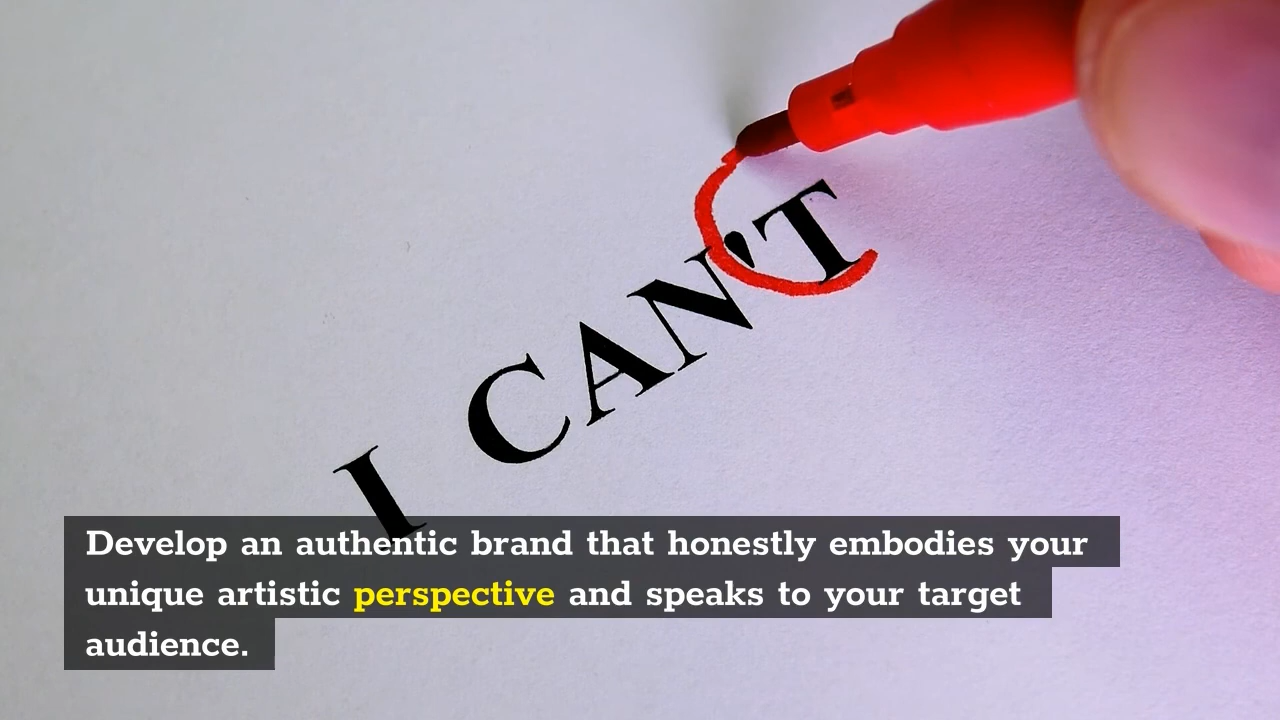 I CAN'T
Develop an authentic brand that honestly embodies your
unique artistic perspective and speaks to your target
audience.